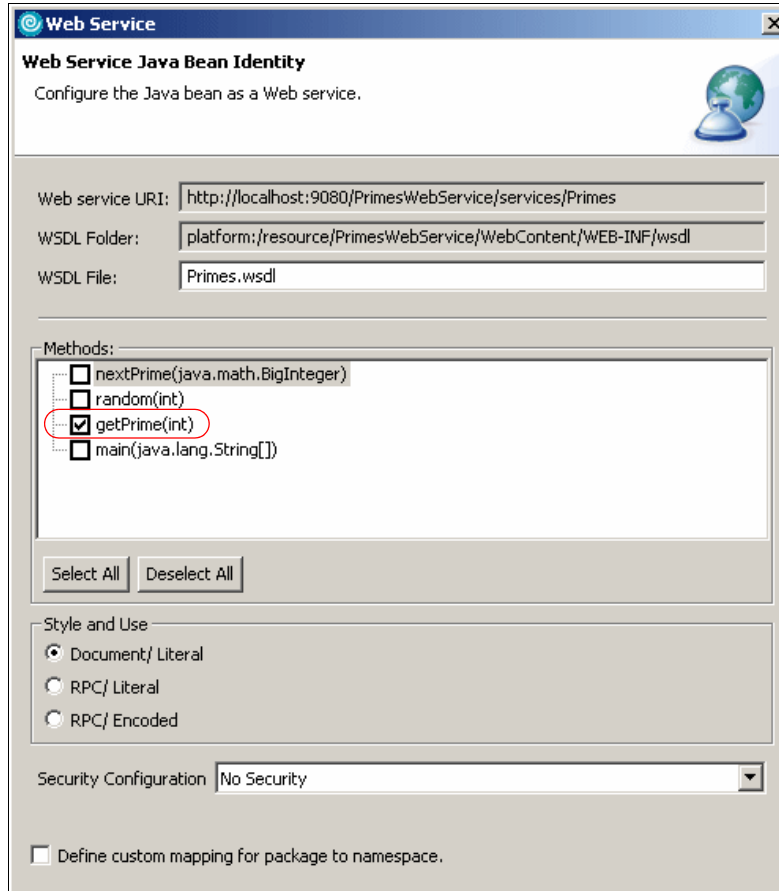 Web Service
Web Service Java Bean Identity
Configure the Java bean as a Web service.
Web service URI: http://localhost:9080/PrimesWebService/services/Primes
WSDL Folder: platform:/resource/PrimesWebService/WebContent/WEB-INF/wsdl
WSDL File: Primes.wsdl
Methods:
nextPrime(java.math.BigInteger)
random(int)
getPrime(int)
main(java.lang.String[])
Select All Deselect All
Style and Use
Document/ Literal
RPC/ Literal
RPC/ Encoded
Security Configuration No Security
Define custom mapping for package to namespace.